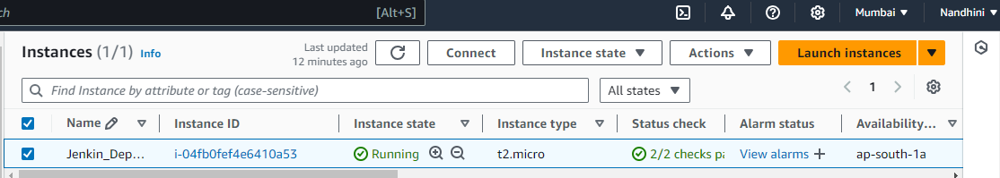 ch [Alt+S] Mumbai Nandhini
Instances (1/1) Info Last updated 12 minutes ago Connect Instance state Actions Launch instances
Find Instance by attribute or tag (case-sensitive) All states 1
Name Instance ID Instance state Instance type Status check Alarm status Availability...
Jenkin_Dep... i-04fb0fef4e6410a53 Running t2.micro 2/2 checks pa View alarms + ap-south-1a